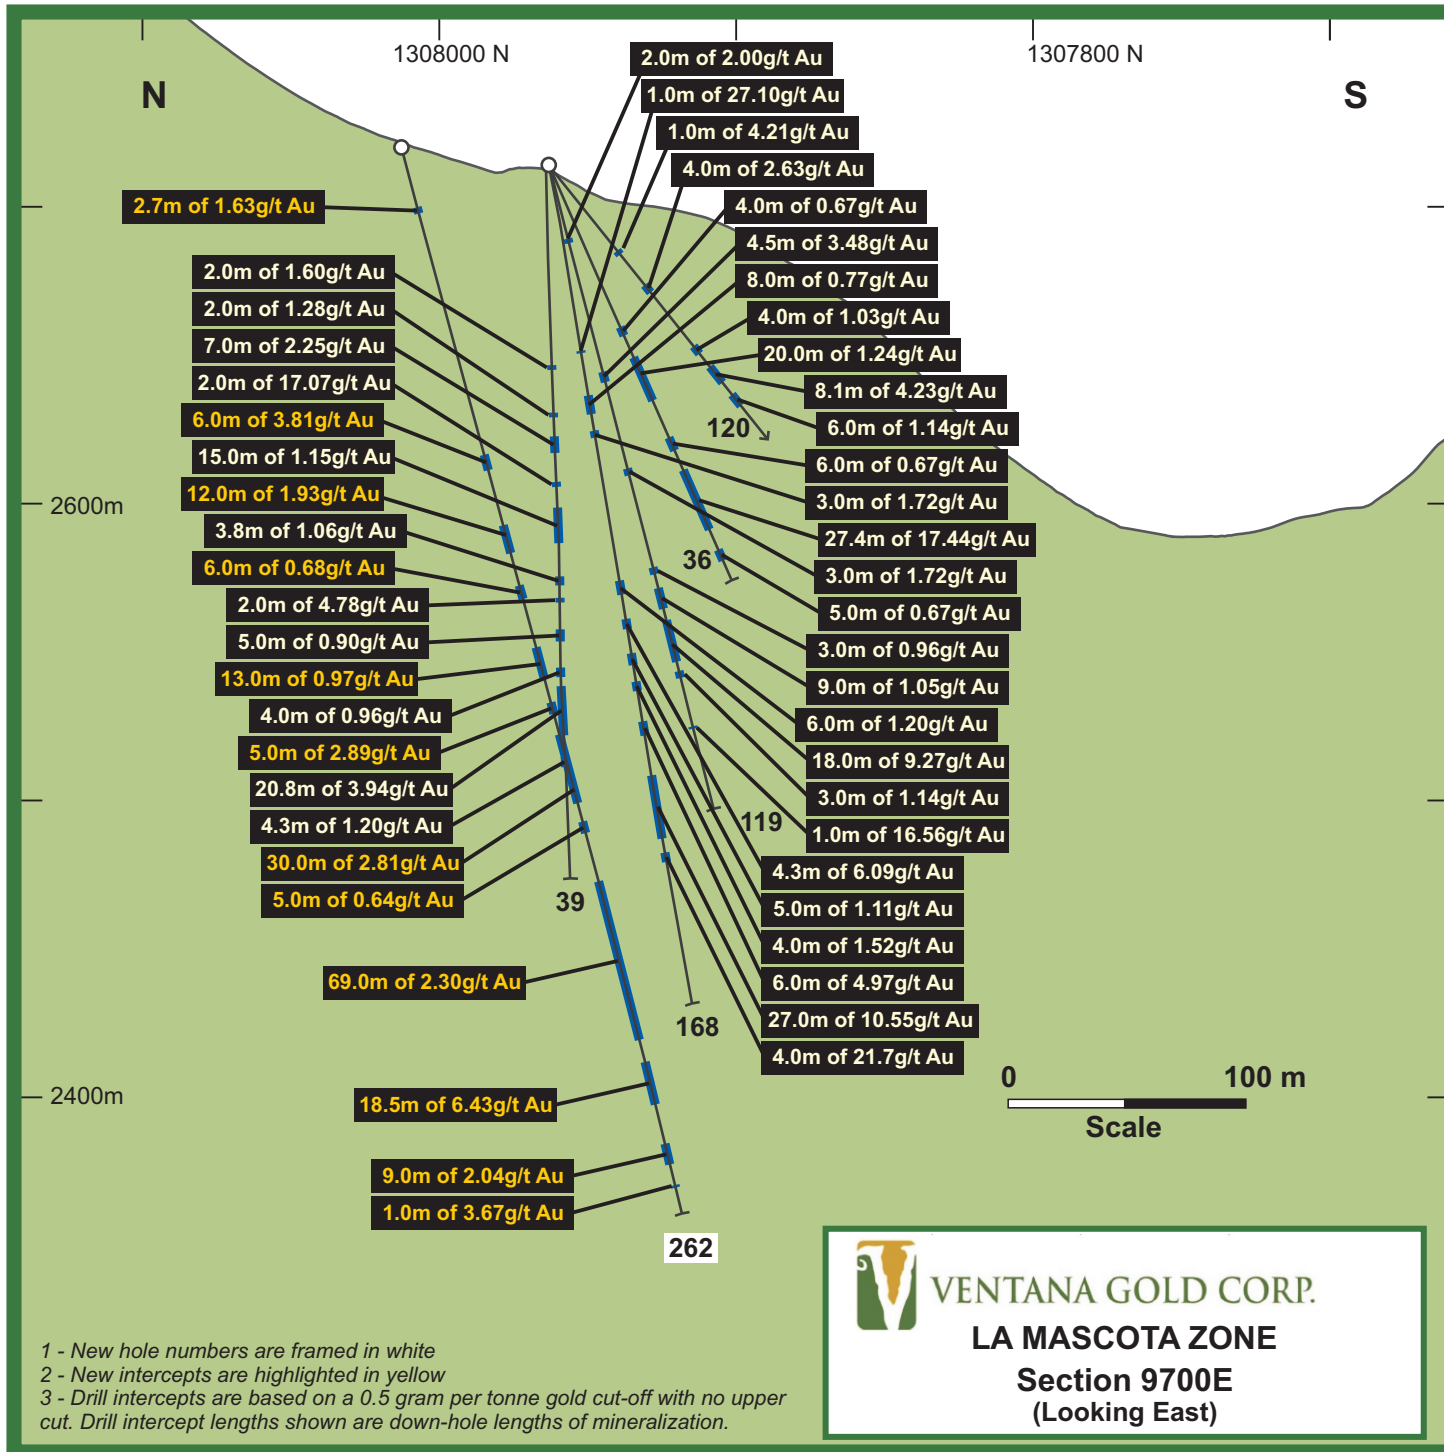 1308000 N
1307800 N
N
S
2.0m of 2.00g/t Au
1.0m of 27.10g/t Au
1.0m of 4.21g/t Au
4.0m of 2.63g/t Au
4.0m of 0.67g/t Au
4.5m of 3.48g/t Au
8.0m of 0.77g/t Au
4.0m of 1.03g/t Au
20.0m of 1.24g/t Au
8.1m of 4.23g/t Au
6.0m of 1.14g/t Au
6.0m of 0.67g/t Au
3.0m of 1.72g/t Au
27.4m of 17.44g/t Au
3.0m of 1.72g/t Au
5.0m of 0.67g/t Au
3.0m of 0.96g/t Au
9.0m of 1.05g/t Au
6.0m of 1.20g/t Au
18.0m of 9.27g/t Au
3.0m of 1.14g/t Au
1.0m of 16.56g/t Au
4.3m of 6.09g/t Au
5.0m of 1.11g/t Au
4.0m of 1.52g/t Au
6.0m of 4.97g/t Au
27.0m of 10.55g/t Au
4.0m of 21.7g/t Au
2.7m of 1.63g/t Au
2.0m of 1.60g/t Au
2.0m of 1.28g/t Au
7.0m of 2.25g/t Au
2.0m of 17.07g/t Au
6.0m of 3.81g/t Au
15.0m of 1.15g/t Au
12.0m of 1.93g/t Au
3.8m of 1.06g/t Au
6.0m of 0.68g/t Au
2.0m of 4.78g/t Au
5.0m of 0.90g/t Au
13.0m of 0.97g/t Au
4.0m of 0.96g/t Au
5.0m of 2.89g/t Au
20.8m of 3.94g/t Au
4.3m of 1.20g/t Au
30.0m of 2.81g/t Au
5.0m of 0.64g/t Au
69.0m of 2.30g/t Au
18.5m of 6.43g/t Au
9.0m of 2.04g/t Au
1.0m of 3.67g/t Au
120
36
119
39
168
262
2600m
2400m
0 100 m
Scale
1 - New hole numbers are framed in white
2 - New intercepts are highlighted in yellow
3 - Drill intercepts are based on a 0.5 gram per tonne gold cut-off with no upper
cut. Drill intercept lengths shown are down-hole lengths of mineralization.
VENTANA GOLD CORP.
LA MASCOTA ZONE
Section 9700E
(Looking East)